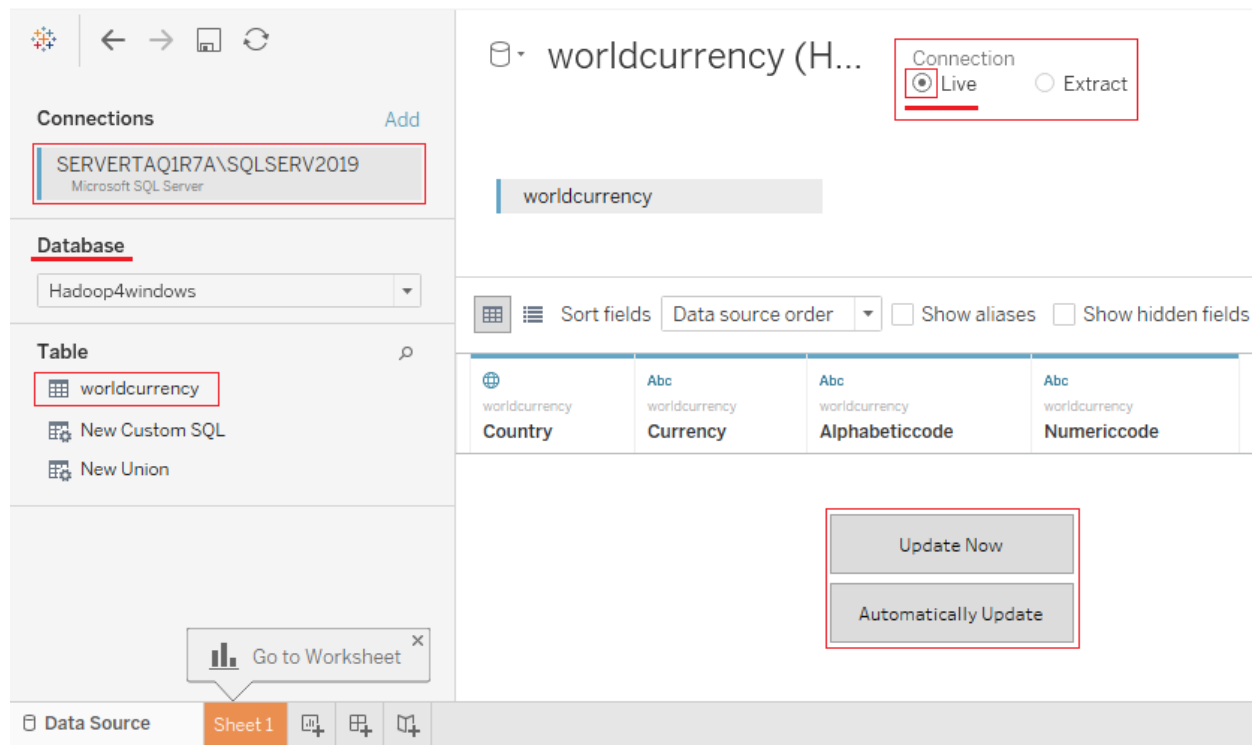 worldcurrency (H...
Connection
Live
Extract
Connections
Add
SERVERTAQ1R7A\SQLSERV2019
Microsoft SQL Server
worldcurrency
Database
Hadoop4windows
Sort fields
Data source order
Show aliases
Show hidden fields
Table
worldcurrency
New Custom SQL
New Union
Abc
Abc
Abc
worldcurrency
worldcurrency
worldcurrency
worldcurrency
Country
Currency
Alphabeticcode
Numericcode
Update Now
Automatically Update
Go to Worksheet
Data Source
Sheet 1